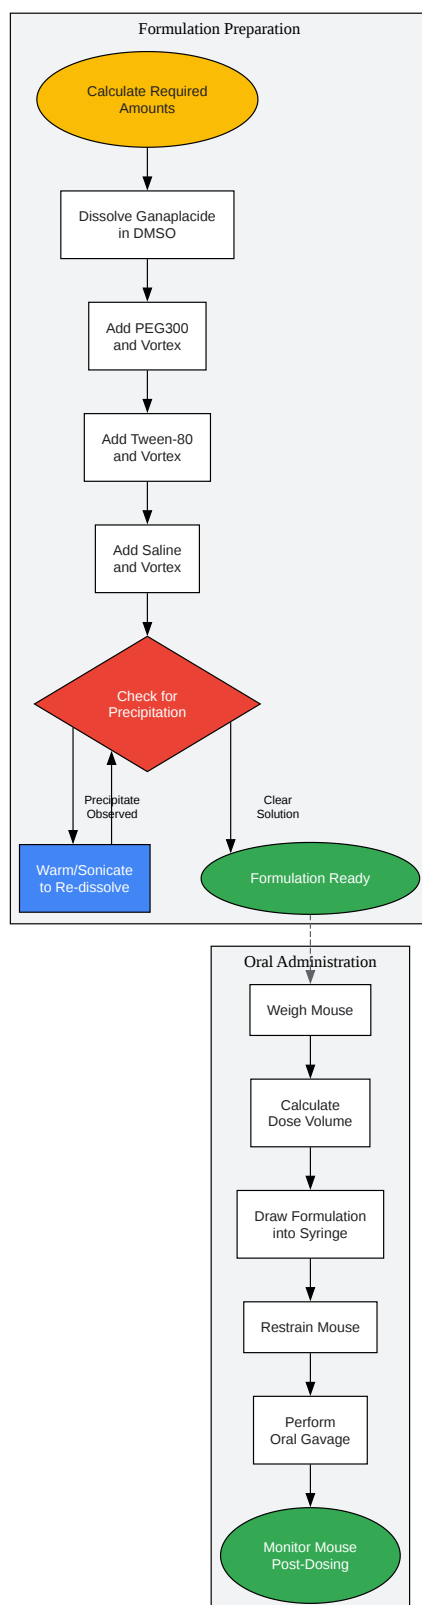 Formulation Preparation
Calculate Required
Amounts
Dissolve Ganaplacide
in DMSO
Add PEG300
and Vortex
Add Tween-80
and Vortex
Add Saline
and Vortex
Check for
Precipitation
Precipitate
Observed
Clear
Solution
Warm/Sonicate
to Re-dissolve
Formulation Ready
Oral Administration
Weigh Mouse
Calculate
Dose Volume
Draw Formulation
into Syringe
Restrain Mouse
Perform
Oral Gavage
Monitor Mouse
Post-Dosing